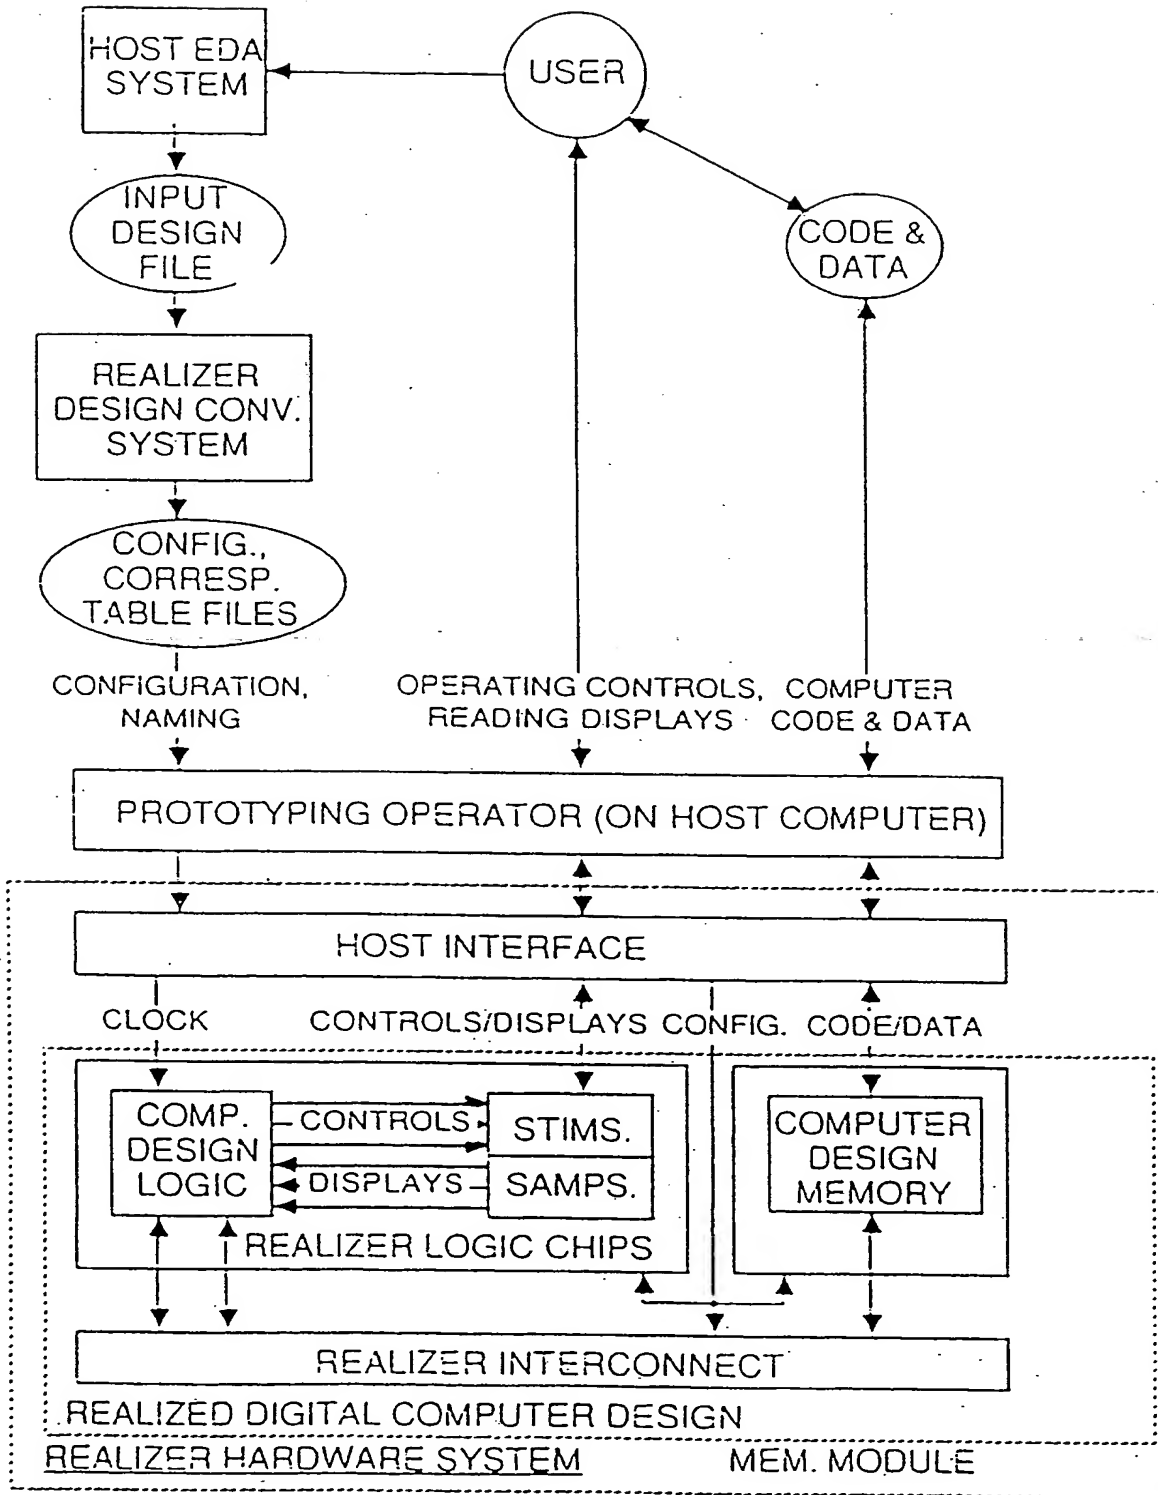 HOST EDA
SYSTEM
USER
INPUT
DESIGN
FILE
CODE &
DATA
REALIZER
DESIGN CONV.
SYSTEM
CONFIG.,
CORRESP.
TABLE FILES
CONFIGURATION,
NAMING
OPERATING CONTROLS,
READING DISPLAYS
COMPUTER
CODE & DATA
PROTOTYPING OPERATOR (ON HOST COMPUTER)
HOST INTERFACE
CLOCK
CONTROLS/DISPLAYS
CONFIG.
CODE/DATA
COMP.
DESIGN
LOGIC
CONTROLS
DISPLAYS
STIMS.
SAMPS.
COMPUTER
DESIGN
MEMORY
REALIZER LOGIC CHIPS
REALIZER INTERCONNECT
REALIZED DIGITAL COMPUTER DESIGN
REALIZER HARDWARE SYSTEM
MEM. MODULE